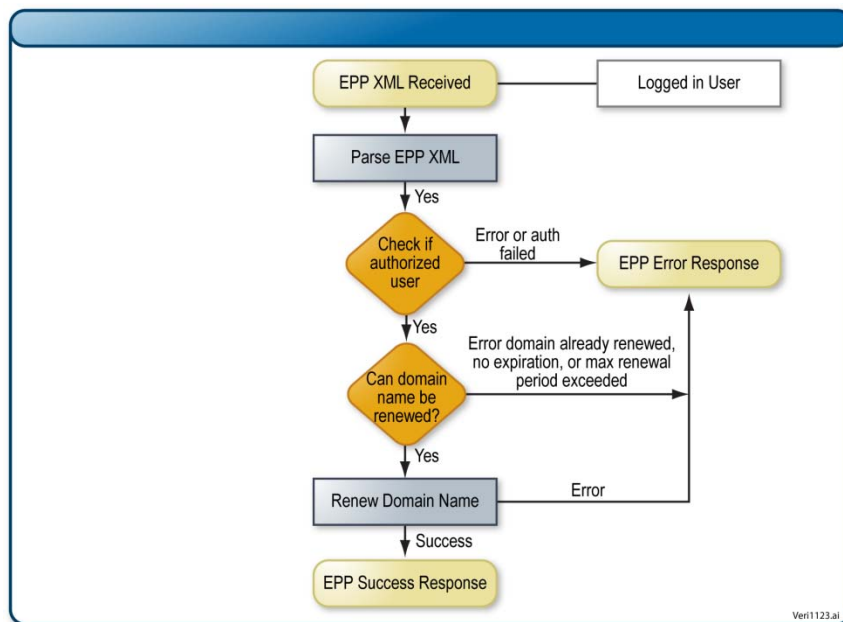 EPP XML Received
Logged in User
Parse EPP XML
Yes
Check if
authorized
user
Error or auth
failed
EPP Error Response
Yes
Error domain already renewed,
no expiration, or max renewal
period exceeded
Can domain
name be
renewed?
Yes
Renew Domain Name
Error
Success
EPP Success Response
Veri1123.ai